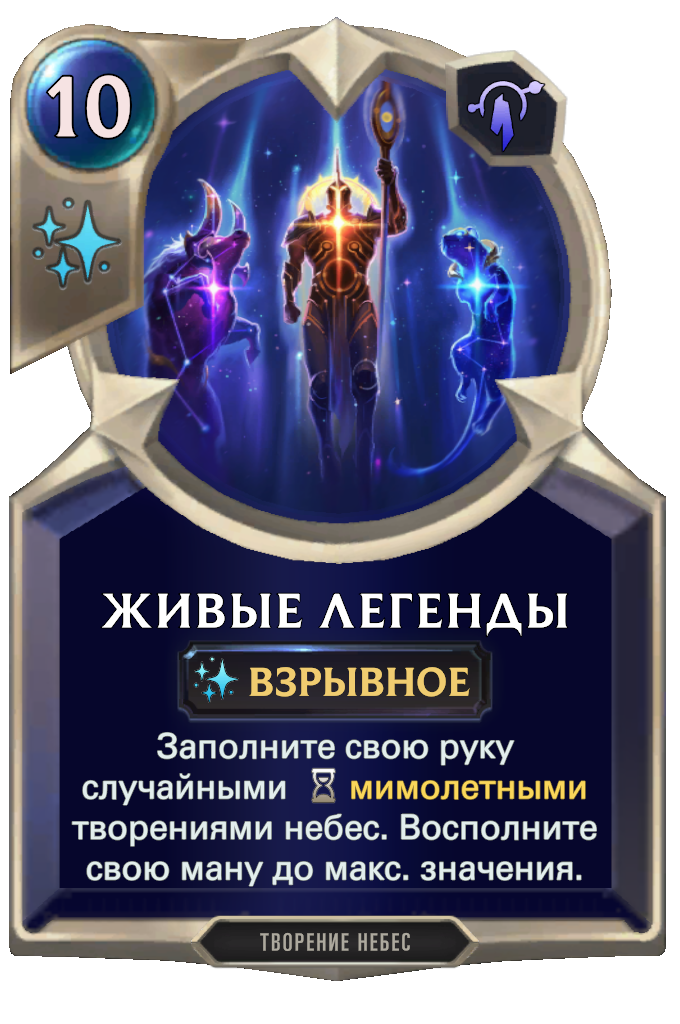 10
ЖИВЫЕ ЛЕГЕНДЫ
ВЗРЫВНОЕ
Заполните свою руку
случайными мимолетными
творениями небес. Восполните
свою ману до макс. значения.
ТВОРЕНИЕ НЕБЕС